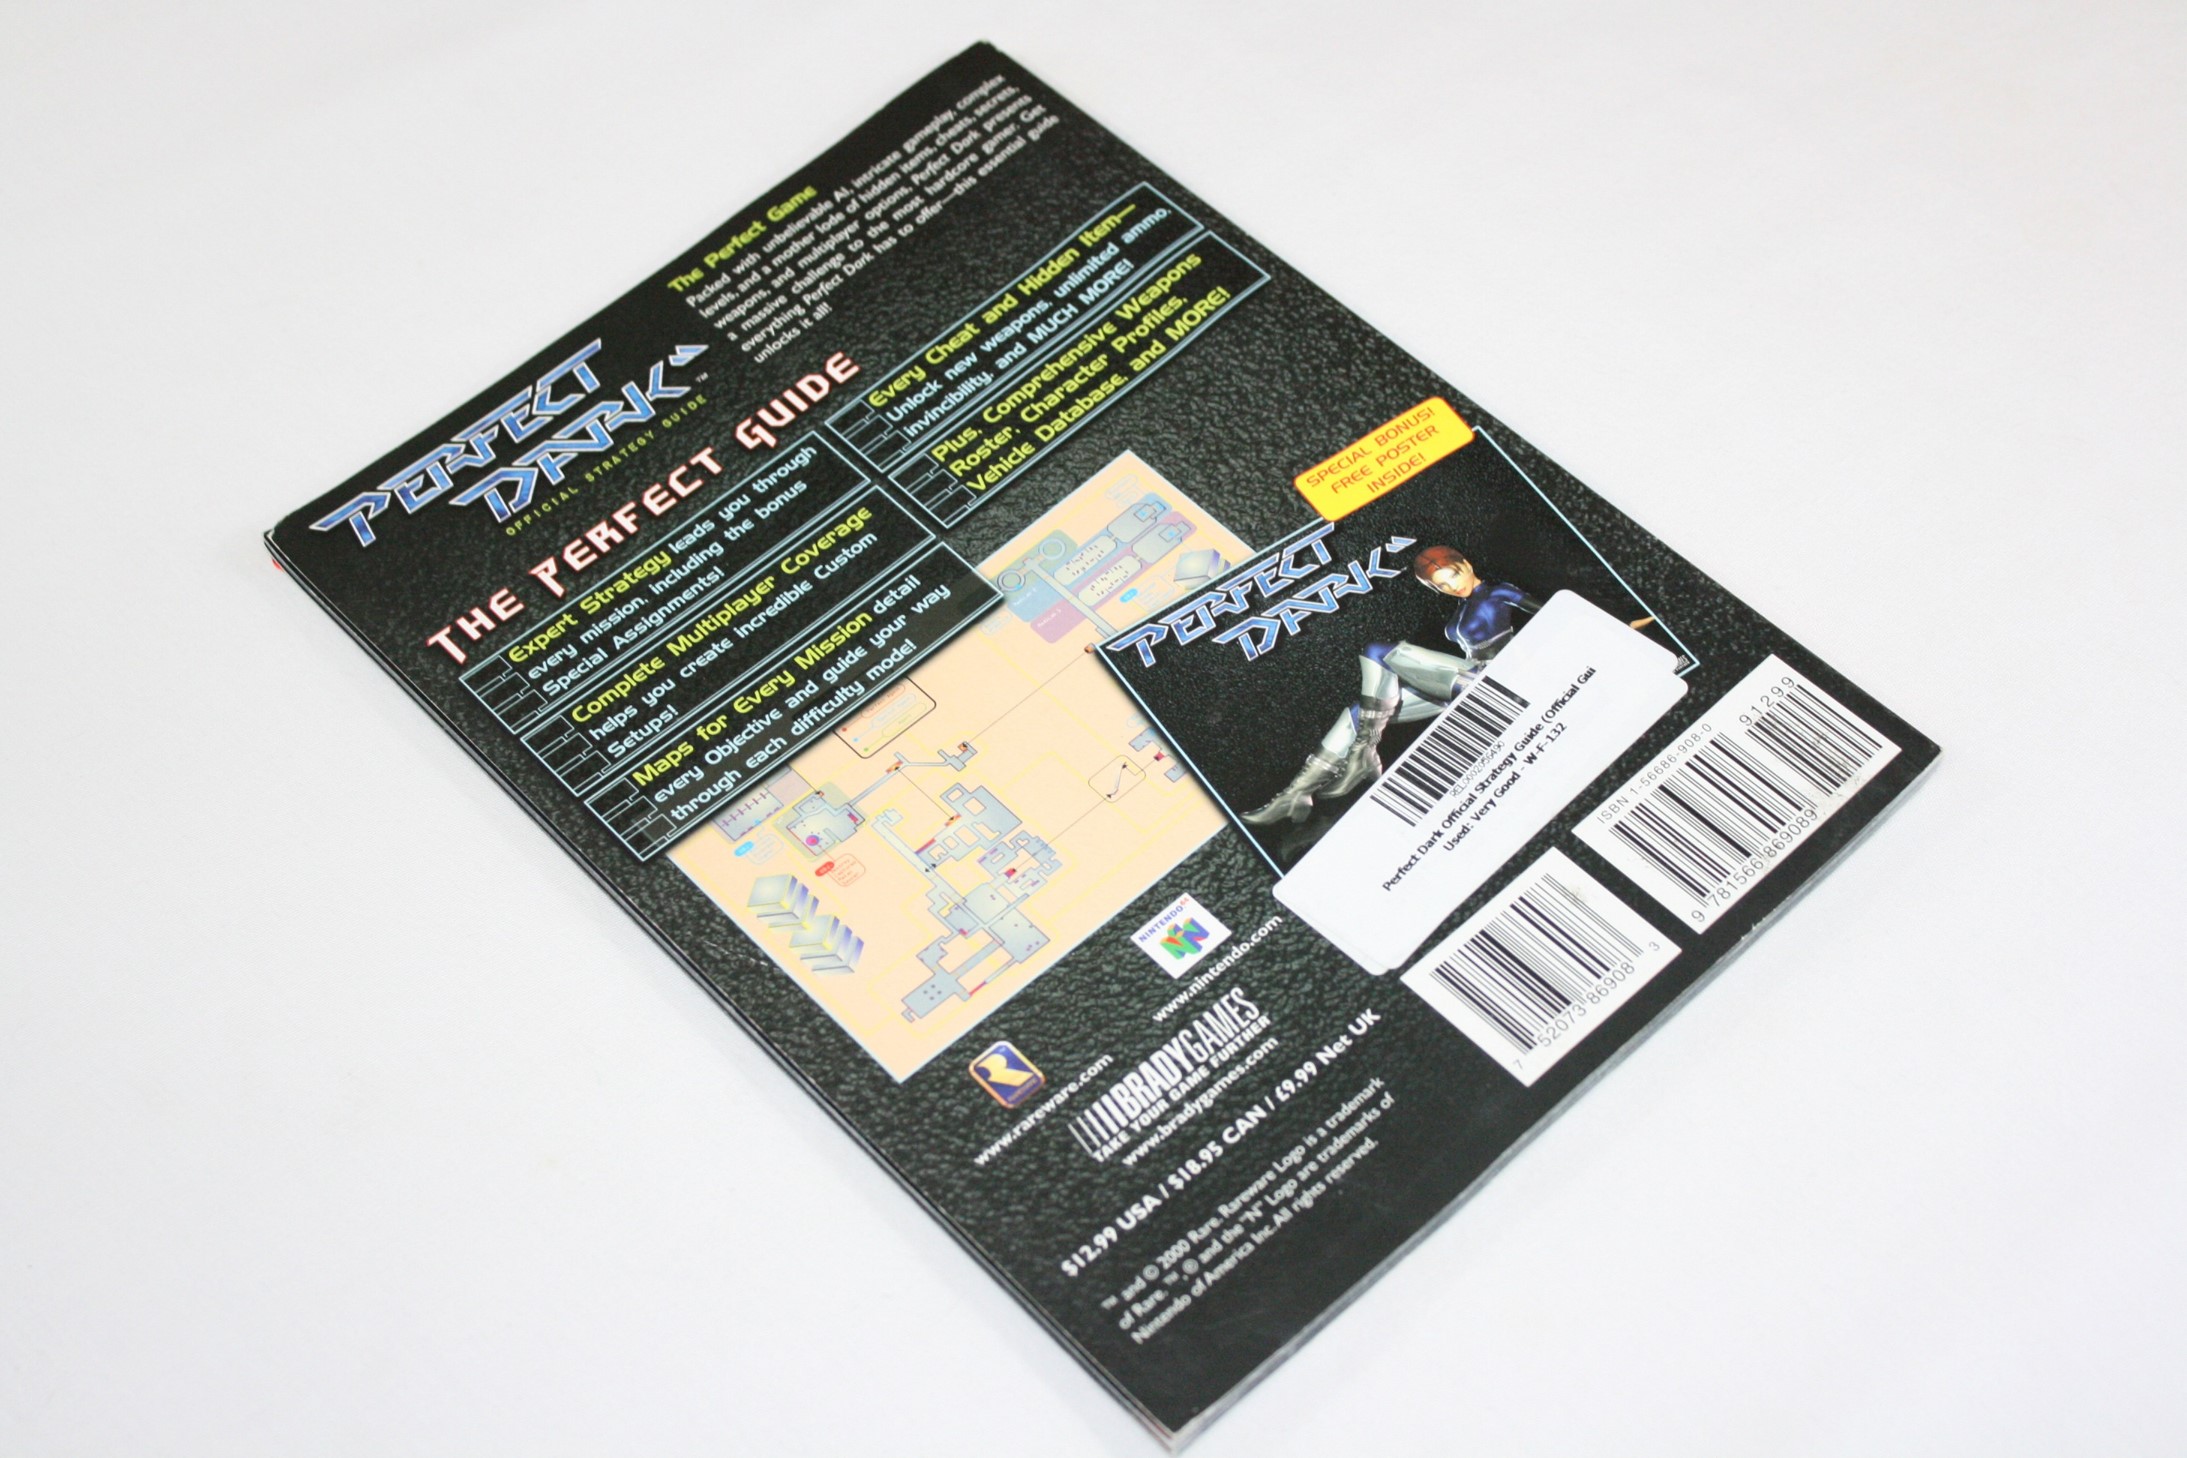 PERFECT
DARK™
OFFICIAL STRATEGY GUIDE
The Perfect Game
Packed with unbelievable AI, intricate gameplay, complex
levels, and a mother lode of hidden items, cheats, secrets,
weapons, and multiplayer options, Perfect Dark presents
a massive challenge to the most hardcore gamer. Get
everything Perfect Dark has to offer—this essential guide
unlocks it all!
THE PERFECT GUIDE
Expert Strategy leads you through
every mission, including the bonus
Special Assignments!
Complete Multiplayer Coverage
helps you create incredible Custom
Setups!
Maps for Every Mission detail
every Objective and guide your way
through each difficulty mode!
Every Cheat and Hidden Item—
Unlock new weapons, unlimited ammo,
invincibility, and MUCH MORE!
Plus, Comprehensive Weapons
Roster, Character Profiles,
Vehicle Database, and MORE!
SPECIAL BONUS!
FREE POSTER
INSIDE!
PERFECT
DARK
Perfect Dark Official Strategy Guide (Official Gui
Used: Very Good - W-F-132
ISBN 1-56686-908-0
91299
9 781566 869089
7 52073 86908 3
NINTENDO64
www.nintendo.com
www.rareware.com
BRADYGAMES
TAKE YOUR GAME FURTHER
www.bradygames.com
$12.99 USA / $18.95 CAN / £9.99 Net UK
™ and © 2000 Rare. Rareware Logo is a trademark
of Rare. ™, ® and the "N" Logo are trademarks of
Nintendo of America Inc. All rights reserved.